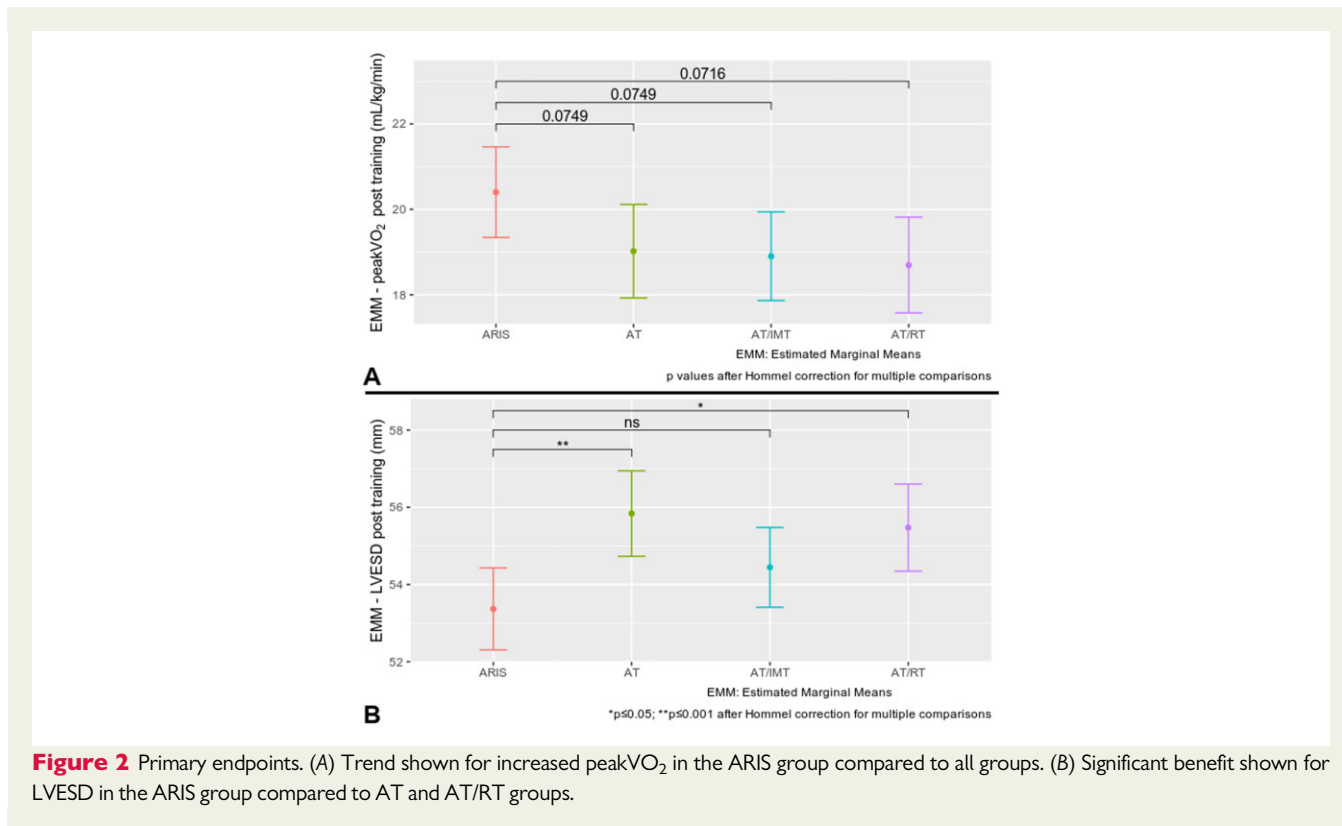 0.0716
0.0749
0.0749
EMM - peakVO₂ post training (mL/kg/min)
22
20
18
ARIS AT AT/IMT AT/RT
EMM: Estimated Marginal Means
A
p values after Hommel correction for multiple comparisons
*
ns
**
EMM - LVESD post training (mm)
58
56
54
52
ARIS AT AT/IMT AT/RT
EMM: Estimated Marginal Means
B
*p≤0.05; **p≤0.001 after Hommel correction for multiple comparisons
Figure 2 Primary endpoints. (A) Trend shown for increased peakVO₂ in the ARIS group compared to all groups. (B) Significant benefit shown for
LVESD in the ARIS group compared to AT and AT/RT groups.